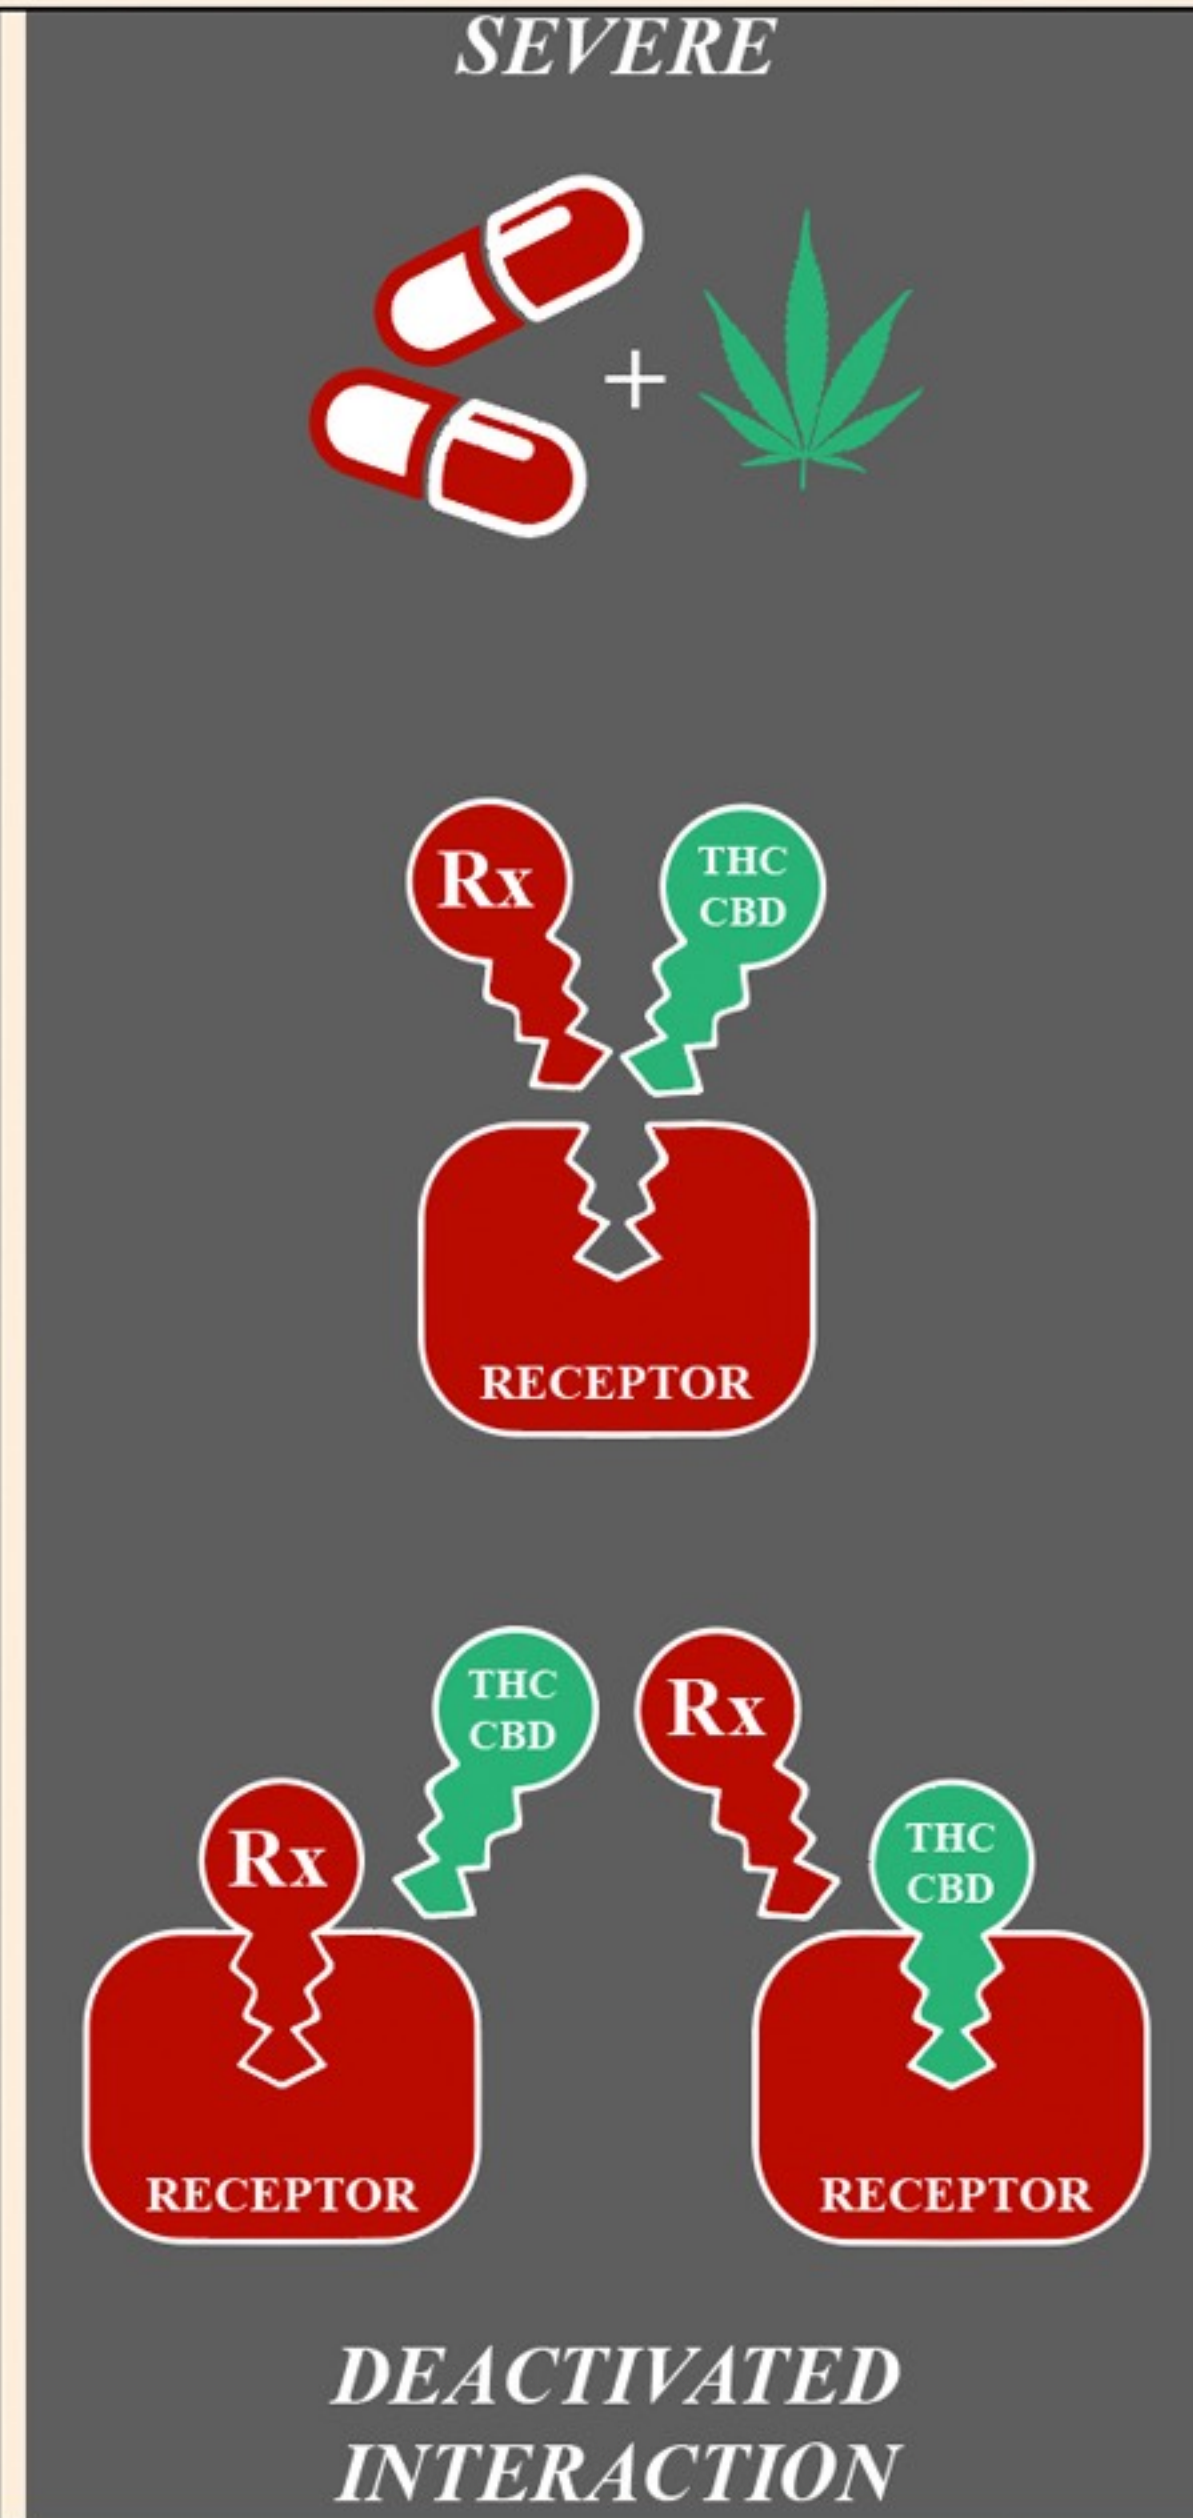 SEVERE
+
Rx
THC
CBD
RECEPTOR
THC
CBD
Rx
Rx
THC
CBD
RECEPTOR
RECEPTOR
DEACTIVATED
INTERACTION